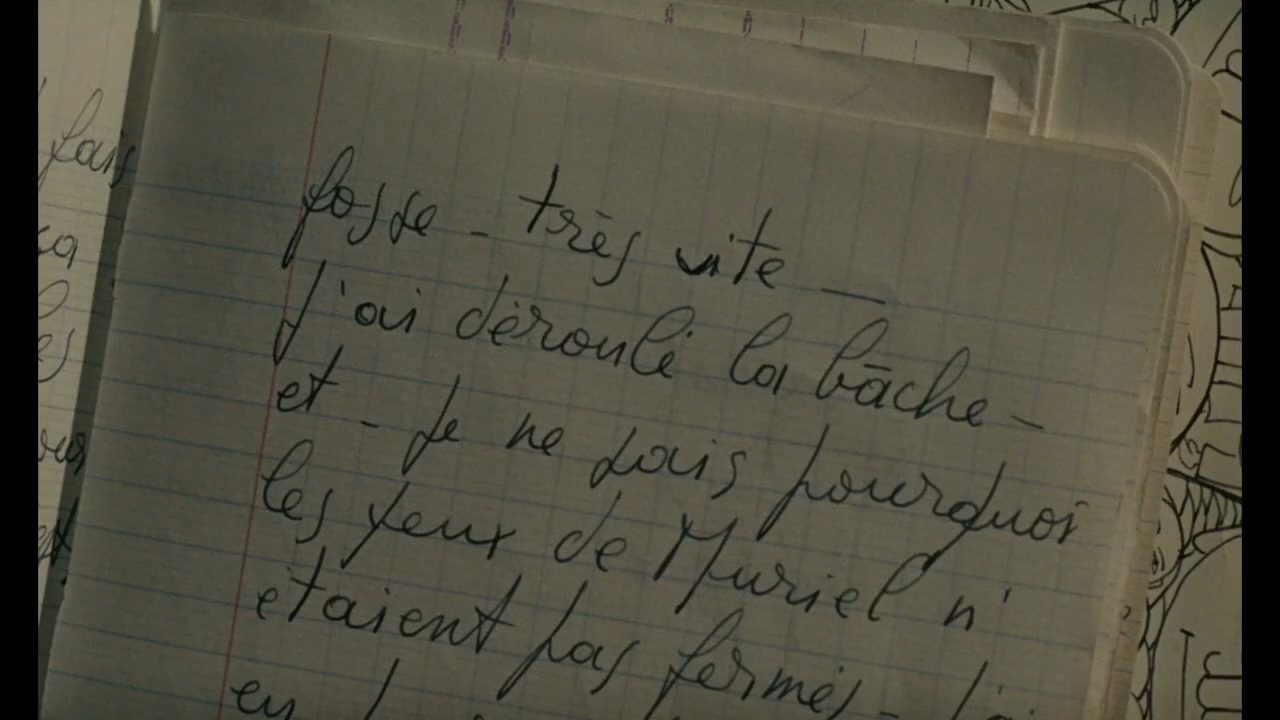 fosse - très vite —
J'ai déroulé la bâche -
et - Je ne sais pourquoi
les yeux de Muriel n'
étaient pas fermés -
fais